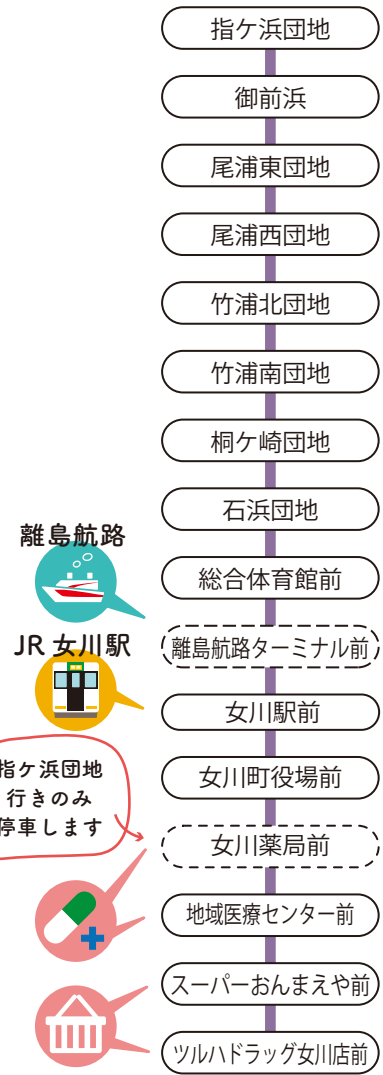 指ケ浜団地
御前浜
尾浦東団地
尾浦西団地
竹浦北団地
竹浦南団地
桐ケ崎団地
石浜団地
離島航路
総合体育館前
JR 女川駅
離島航路ターミナル前
女川駅前
指ケ浜団地
行きのみ
停車します
女川町役場前
女川薬局前
地域医療センター前
スーパーおんまえや前
ツルハドラッグ女川店前